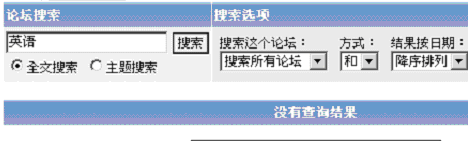 论坛搜索 搜索选项
英语 搜索 搜索这个论坛： 方式： 结果按日期：
全文搜索 主题搜索 搜索所有论坛 和 降序排列
没有查询结果